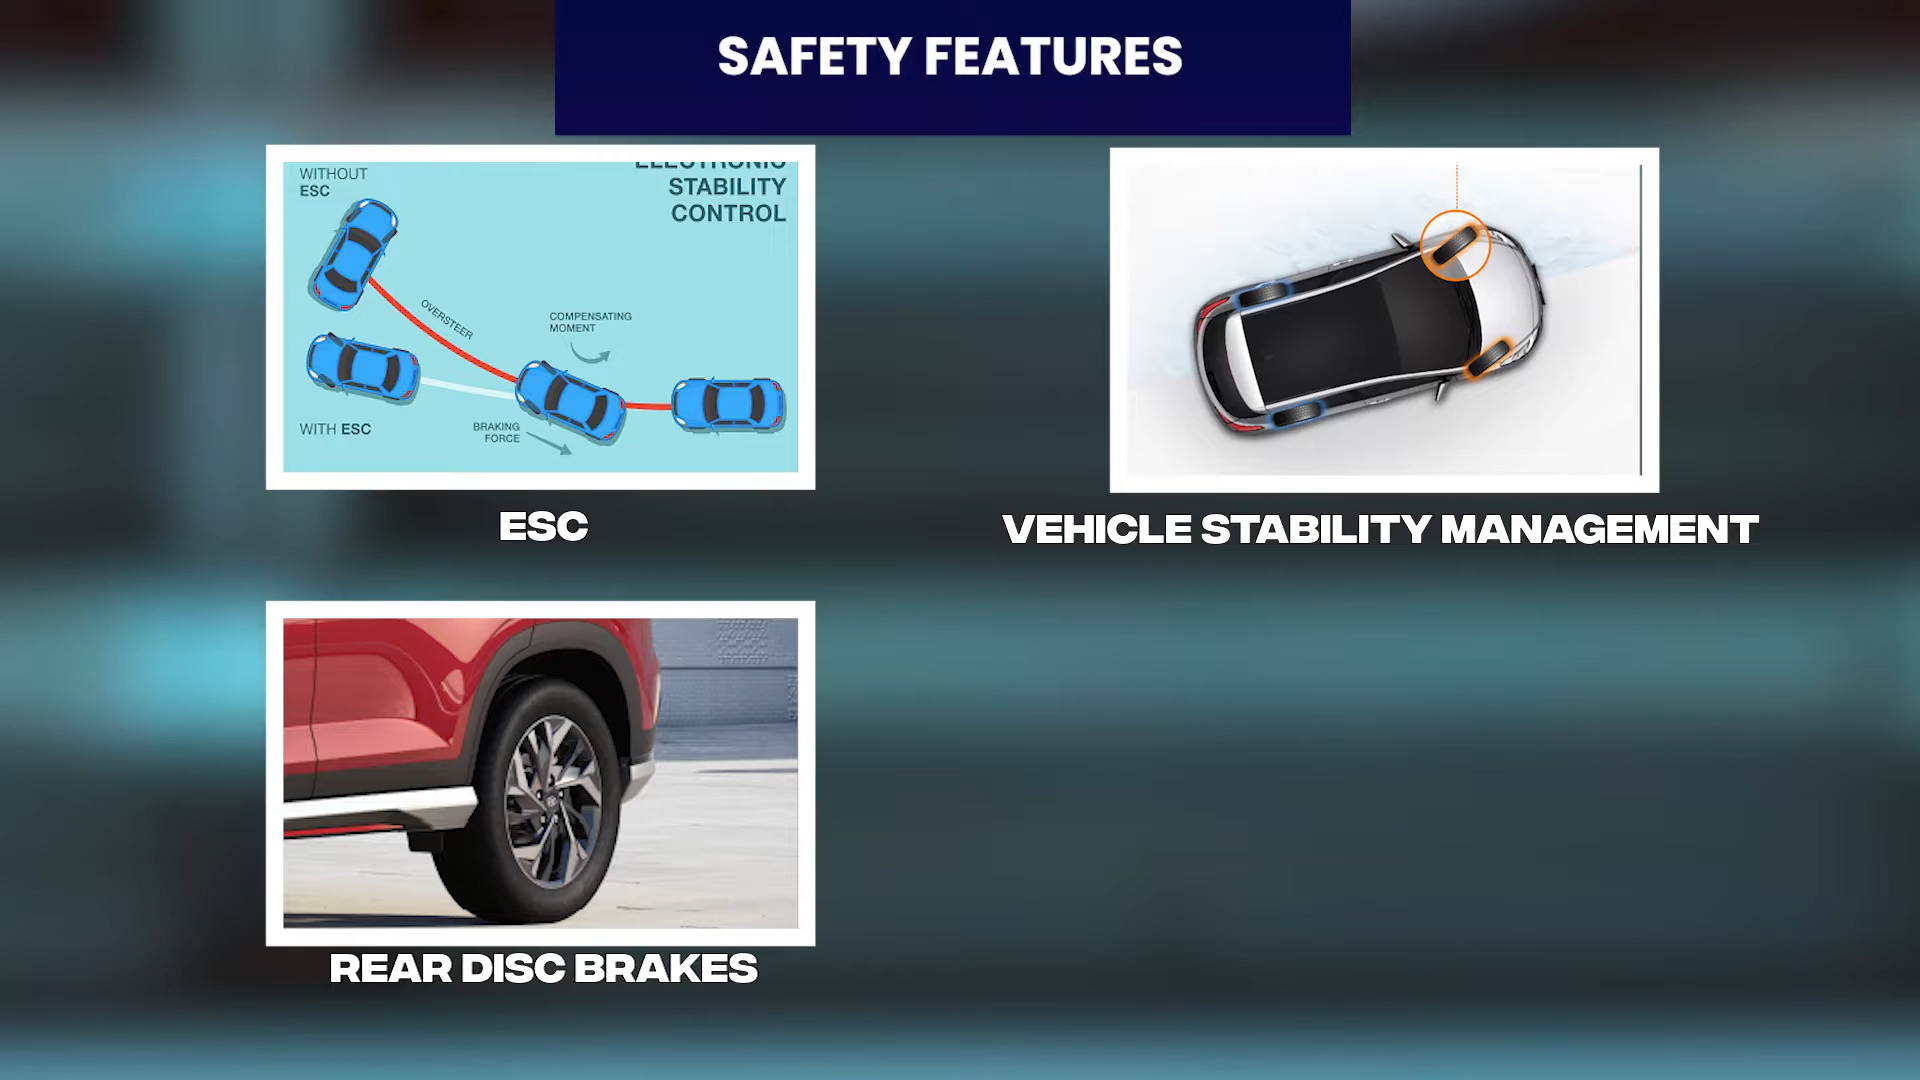 SAFETY FEATURES
WITHOUT
ESC
ELECTRONIC
STABILITY
CONTROL
OVERSTEER
COMPENSATING
MOMENT
BRAKING
FORCE
WITH ESC
ESC
VEHICLE STABILITY MANAGEMENT
REAR DISC BRAKES